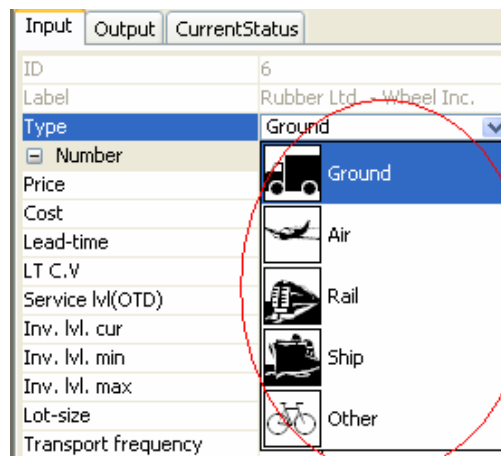 Input Output CurrentStatus
ID 6
Label Rubber Ltd. - Wheel Inc.
Type Ground
Number
Ground
Price
Cost
Air
Lead-time
LT C.V
Service lvl(OTD)
Rail
Inv. lvl. cur
Inv. lvl. min
Ship
Inv. lvl. max
Lot-size
Other
Transport frequency